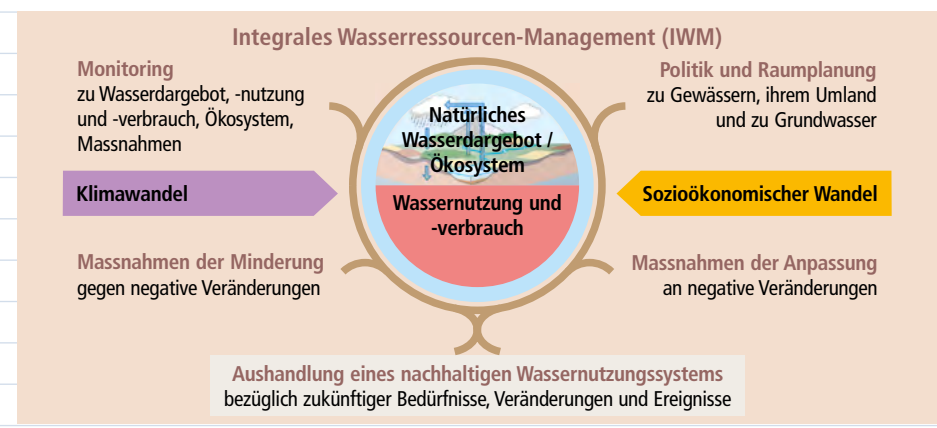 Integrales Wasserressourcen-Management (IWM)
Monitoring
zu Wasserdargebot, -nutzung
und -verbrauch, Ökosystem,
Massnahmen
Politik und Raumplanung
zu Gewässern, ihrem Umland
und zu Grundwasser
Natürliches
Wasserdargebot /
Ökosystem
Klimawandel
Wassernutzung und
-verbrauch
Sozioökonomischer Wandel
Massnahmen der Minderung
gegen negative Veränderungen
Massnahmen der Anpassung
an negative Veränderungen
Aushandlung eines nachhaltigen Wassernutzungssystems
bezüglich zukünftiger Bedürfnisse, Veränderungen und Ereignisse